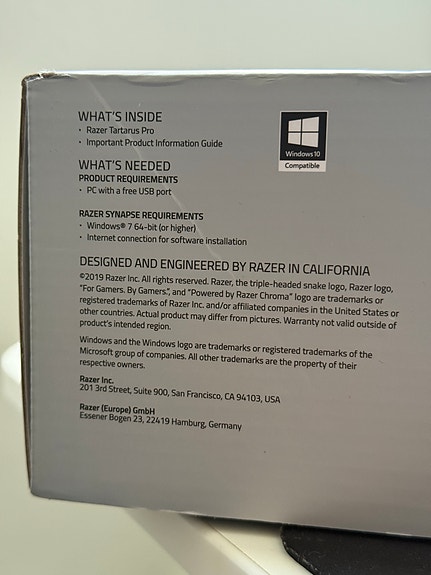 WHAT'S INSIDE
• Razer Tartarus Pro
• Important Product Information Guide
Windows 10
Compatible
WHAT'S NEEDED
PRODUCT REQUIREMENTS
• PC with a free USB port
RAZER SYNAPSE REQUIREMENTS
• Windows® 7 64-bit (or higher)
• Internet connection for software installation
DESIGNED AND ENGINEERED BY RAZER IN CALIFORNIA
©2019 Razer Inc. All rights reserved. Razer, the triple-headed snake logo, Razer logo,
"For Gamers. By Gamers.", and "Powered by Razer Chroma" logo are trademarks or
registered trademarks of Razer Inc. and/or affiliated companies in the United States or
other countries. Actual product may differ from pictures. Warranty not valid outside of
product's intended region.
Windows and the Windows logo are trademarks or registered trademarks of the
Microsoft group of companies. All other trademarks are the property of their
respective owners.
Razer Inc.
201 3rd Street, Suite 900, San Francisco, CA 94103, USA
Razer (Europe) GmbH
Essener Bogen 23, 22419 Hamburg, Germany